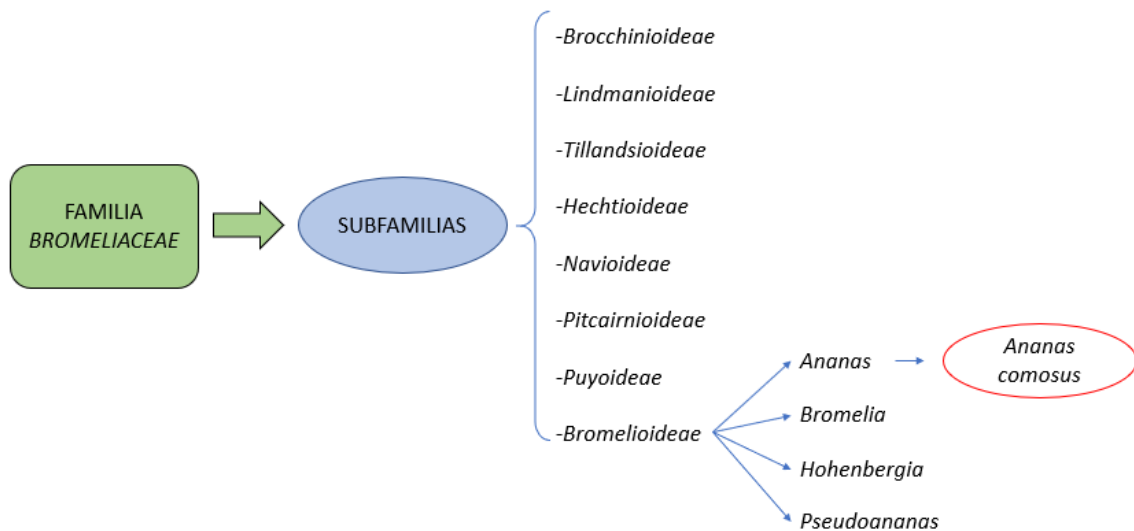 FAMILIA
BROMELIACEAE
SUBFAMILIAS
-Brocchinioideae
-Lindmanioideae
-Tillandsioideae
-Hechtioideae
-Navioideae
-Pitcairnioideae
-Puyoideae
-Bromelioideae
Ananas
Bromelia
Hohenbergia
Pseudoananas
Ananas
comosus